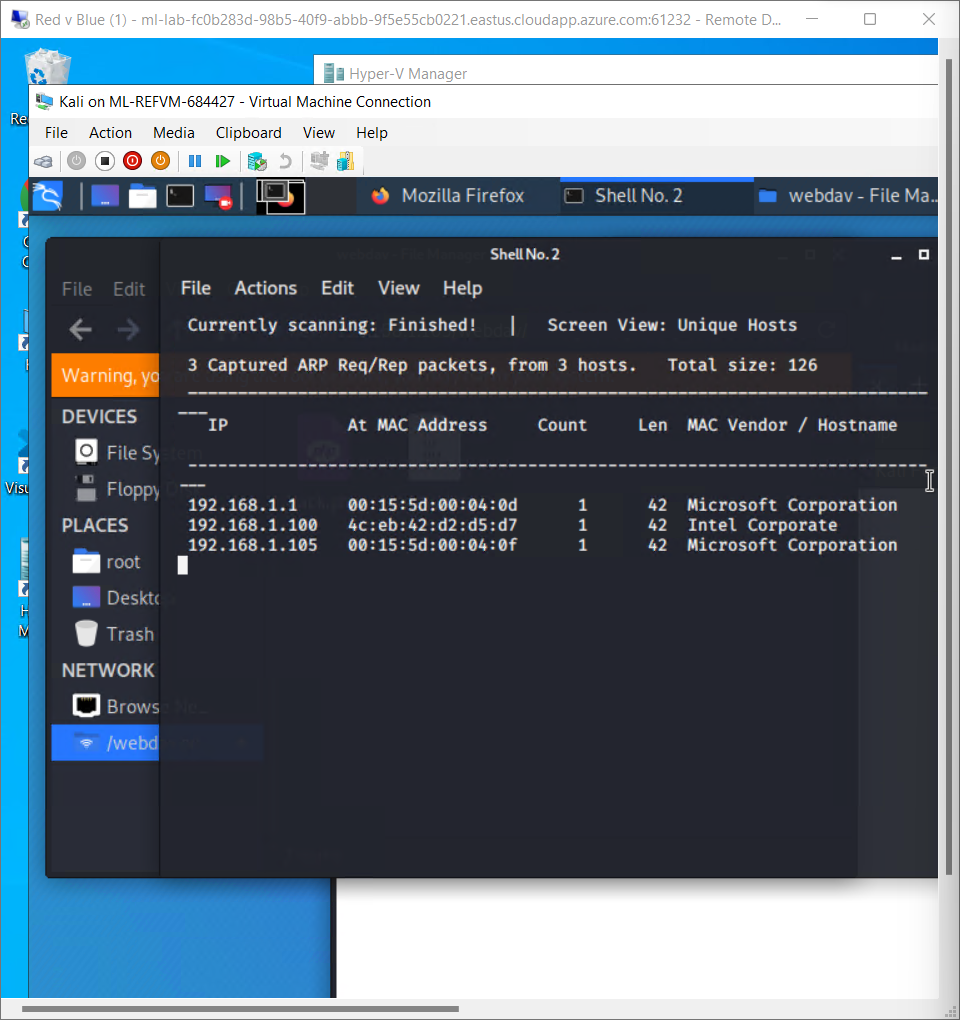 Red v Blue (1) - ml-lab-fc0b283d-98b5-40f9-abbb-9f5e55cb0221.eastus.cloudapp.azure.com:61232 - Remote D...
Hyper-V Manager
Kali on ML-REFVM-684427 - Virtual Machine Connection
File Action Media Clipboard View Help
Mozilla Firefox Shell No. 2 webdav - File Ma...
Shell No. 2
File Edit
File Actions Edit View Help
Currently scanning: Finished! | Screen View: Unique Hosts
Warning, yo
3 Captured ARP Req/Rep packets, from 3 hosts. Total size: 126
_____________________________________________________________________________
DEVICES
IP At MAC Address Count Len MAC Vendor / Hostname
File Sy
-----------------------------------------------------------------------------
Floppy
192.168.1.1 00:15:5d:00:04:0d 1 42 Microsoft Corporation
PLACES
192.168.1.100 4c:eb:42:d2:d5:d7 1 42 Intel Corporate
192.168.1.105 00:15:5d:00:04:0f 1 42 Microsoft Corporation
root
Deskto
Trash
NETWORK
Browse
/webd